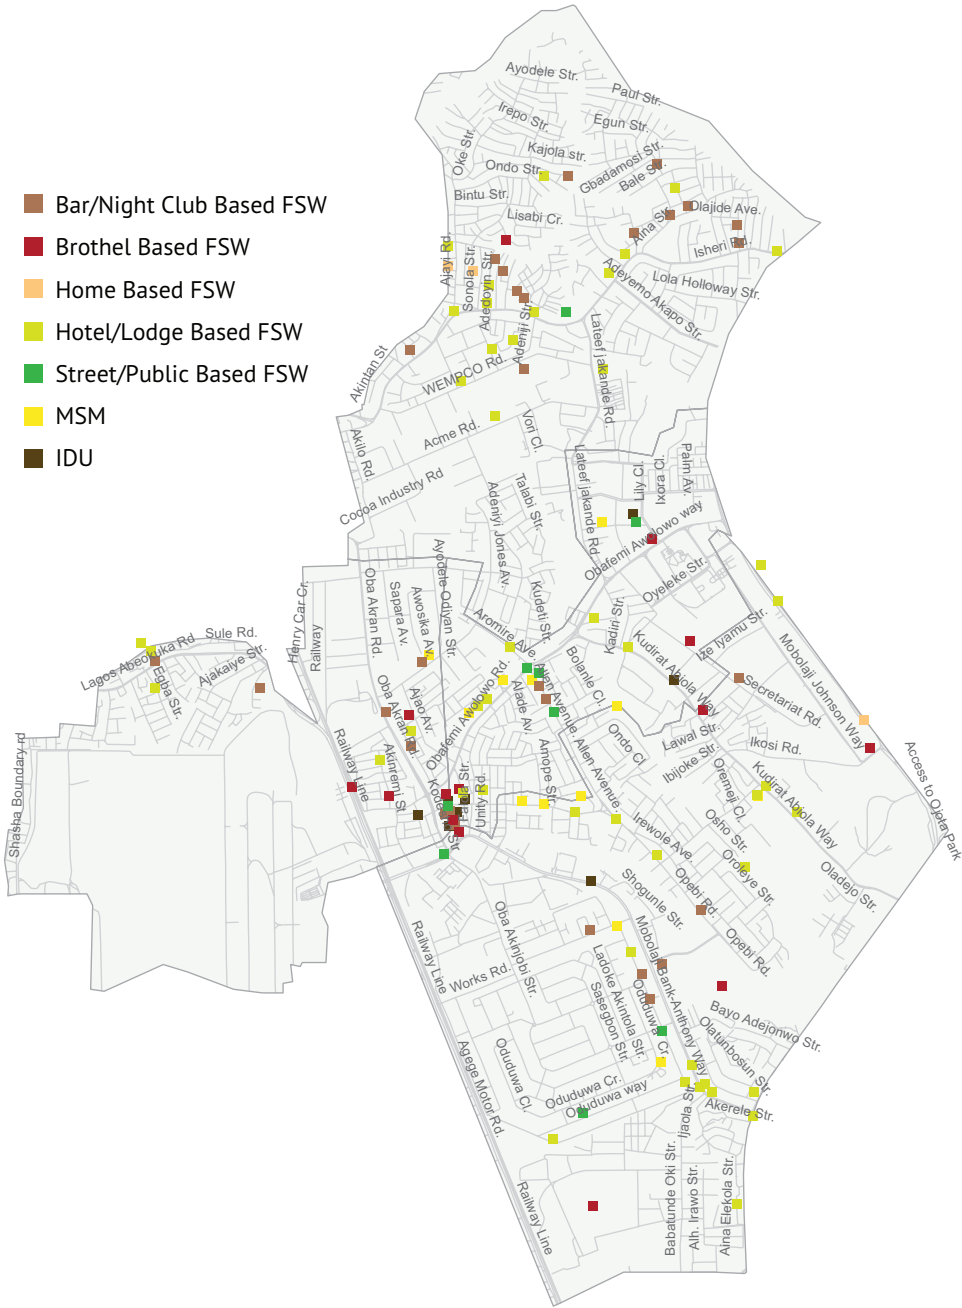 Ayodele Str.
Paul Str.
Irepo Str.
Egun Str.
Oke Str.
Kajola str.
Gbadamosi Str.
Ondo Str.
Bale Str.
Bintu Str.
Bar/Night Club Based FSW
Lisabi Cr.
Olajide Ave.
Aina Str.
Brothel Based FSW
Ajayi Rd.
Isheri Rd.
Sonola Str.
Adedoyin Str.
Home Based FSW
Adeyemo Akapo Str.
Lola Holloway Str.
Hotel/Lodge Based FSW
Adeniji Str.
Lateef jakande Rd.
Street/Public Based FSW
Akintan St
WEMPCO Rd.
MSM
Acme Rd.
Vori Cl.
IDU
Akilo Rd.
Cocoa Industry Rd
Talabi Str.
Adeniyi Jones Av.
Lateef jakande Rd.
Lily Cl.
Ixora Cl.
Palm Av.
Obafemi Awolowo way
Oyeleke Str.
Ayodele Odiyan Str.
Oba Akran Rd.
Sapara Av.
Awosika Av.
Kudeti Str.
Henry Car Cr.
Railway
Aromire Ave.
Kadiri Str.
Ize Iyamu Str.
Sule Rd.
Lagos Abeokuta Rd
Ajakaiye Str.
Egba Str.
Kudirat Abiola Way
Mobolaji Johnson Way
Bolanle Cl.
Allen Avenue
Allen Avenue
Alade Av.
Obafemi Awolowo Rd.
Oba Akran Rd.
Ajao Av.
Secretariat Rd.
Ondo Cl.
Lawal Str.
Ikosi Rd.
Ibijoke Str.
Shasha Boundary rd
Railway Line
Akinremi St
Amope Str.
Unity Rd.
Oremeji Cl.
Kudirat Abiola Way
Access to Ojota Park
Irewole Ave.
Osho Str.
Oroleye Str.
Oladejo Str.
Shogunle Str.
Opebi Rd.
Opebi Rd.
Railway Line
Works Rd.
Oba Akinjobi Str.
Ladoke Akintola Str.
Sasegbon Str.
Oduduwa Cr.
Mobolaji Bank-Anthony Way
Bayo Adejonwo Str.
Olatunbosun Str.
Agege Motor Rd.
Oduduwa Cl.
Oduduwa Cr.
Oduduwa way
Ijaola Str.
Akerele Str.
Railway Line
Babatunde Oki Str.
Alh. Irawo Str.
Aina Elekola Str.